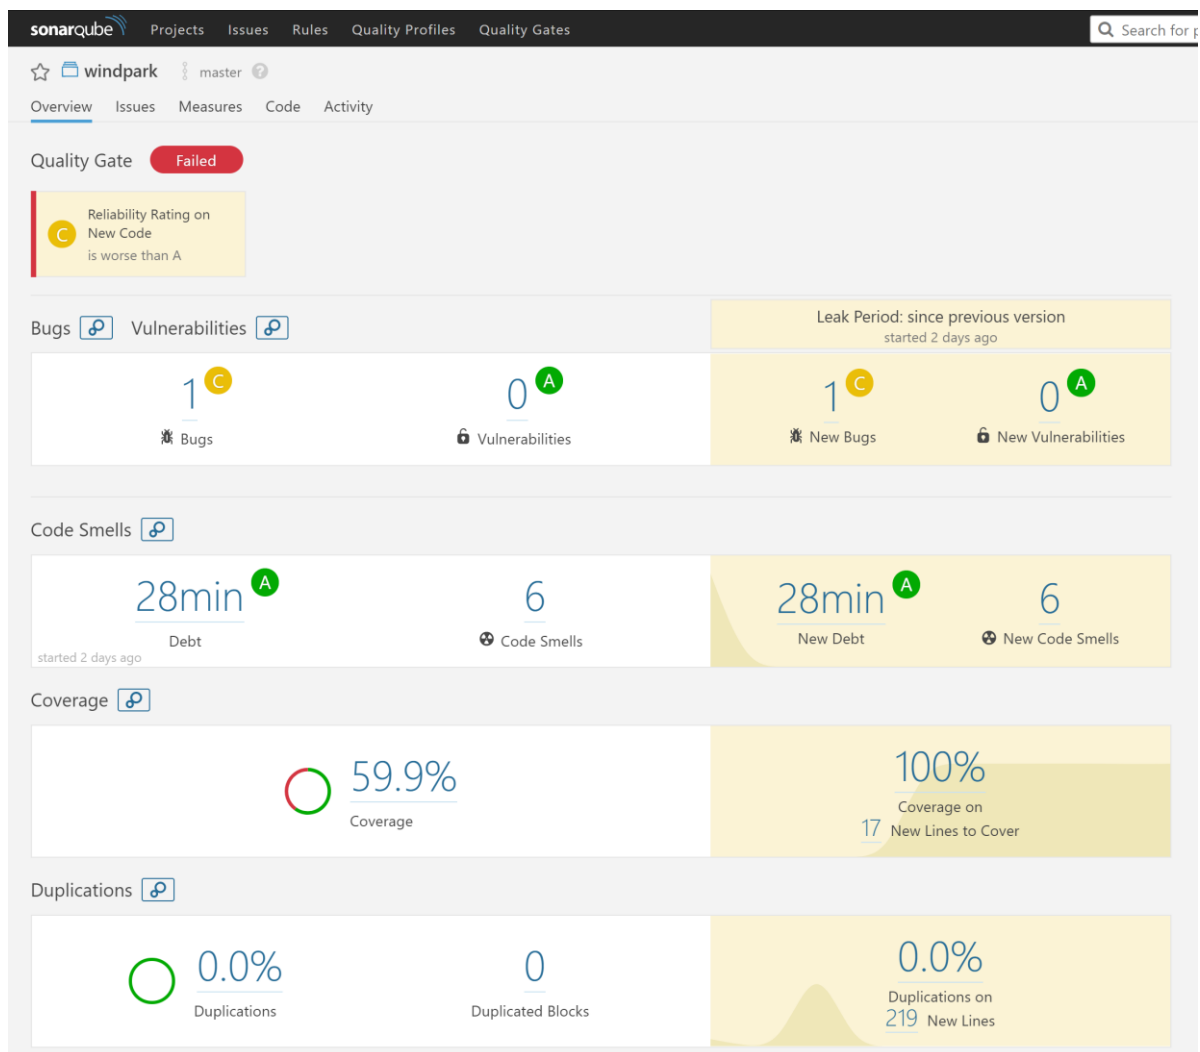 sonarqube Projects Issues Rules Quality Profiles Quality Gates Search for p
windpark master ?
Overview Issues Measures Code Activity
Quality Gate Failed
C
Reliability Rating on
New Code
is worse than A
Bugs Vulnerabilities
Leak Period: since previous version
started 2 days ago
1 C 0 A 1 C 0 A
Bugs Vulnerabilities New Bugs New Vulnerabilities
Code Smells
28min A 6 28min A 6
Debt Code Smells New Debt New Code Smells
started 2 days ago
Coverage
59.9%
Coverage
100%
Coverage on
17 New Lines to Cover
Duplications
0.0% 0 0.0%
Duplications Duplicated Blocks Duplications on
219 New Lines